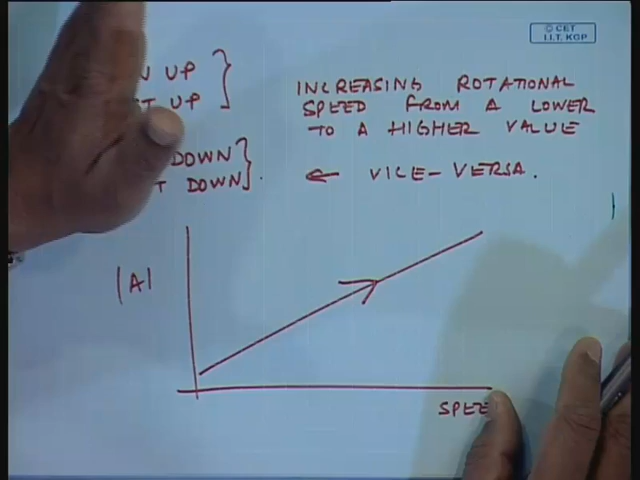 © CET
I.I.T. KGP
UP
UP
DOWN
DOWN
INCREASING ROTATIONAL
SPEED FROM A LOWER
TO A HIGHER VALUE
← VICE-VERSA.
|A|